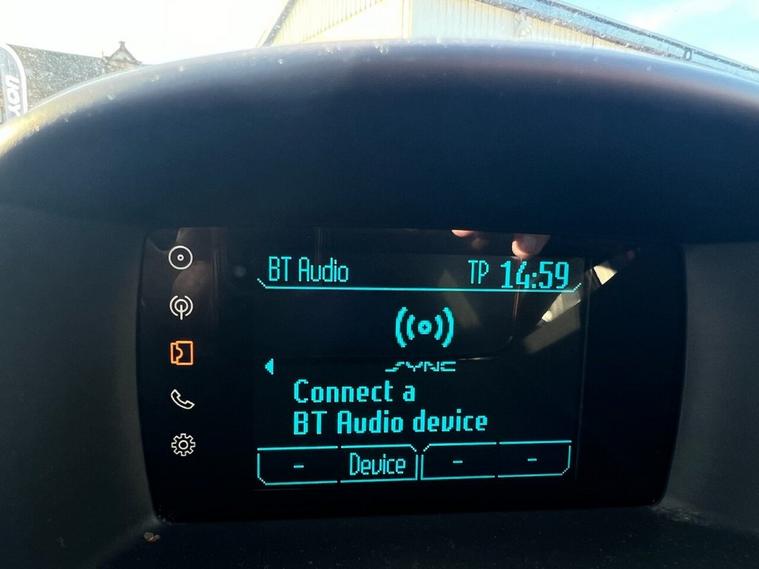 BT Audio TP 14:59
SYNC
Connect a
BT Audio device
- Device - -